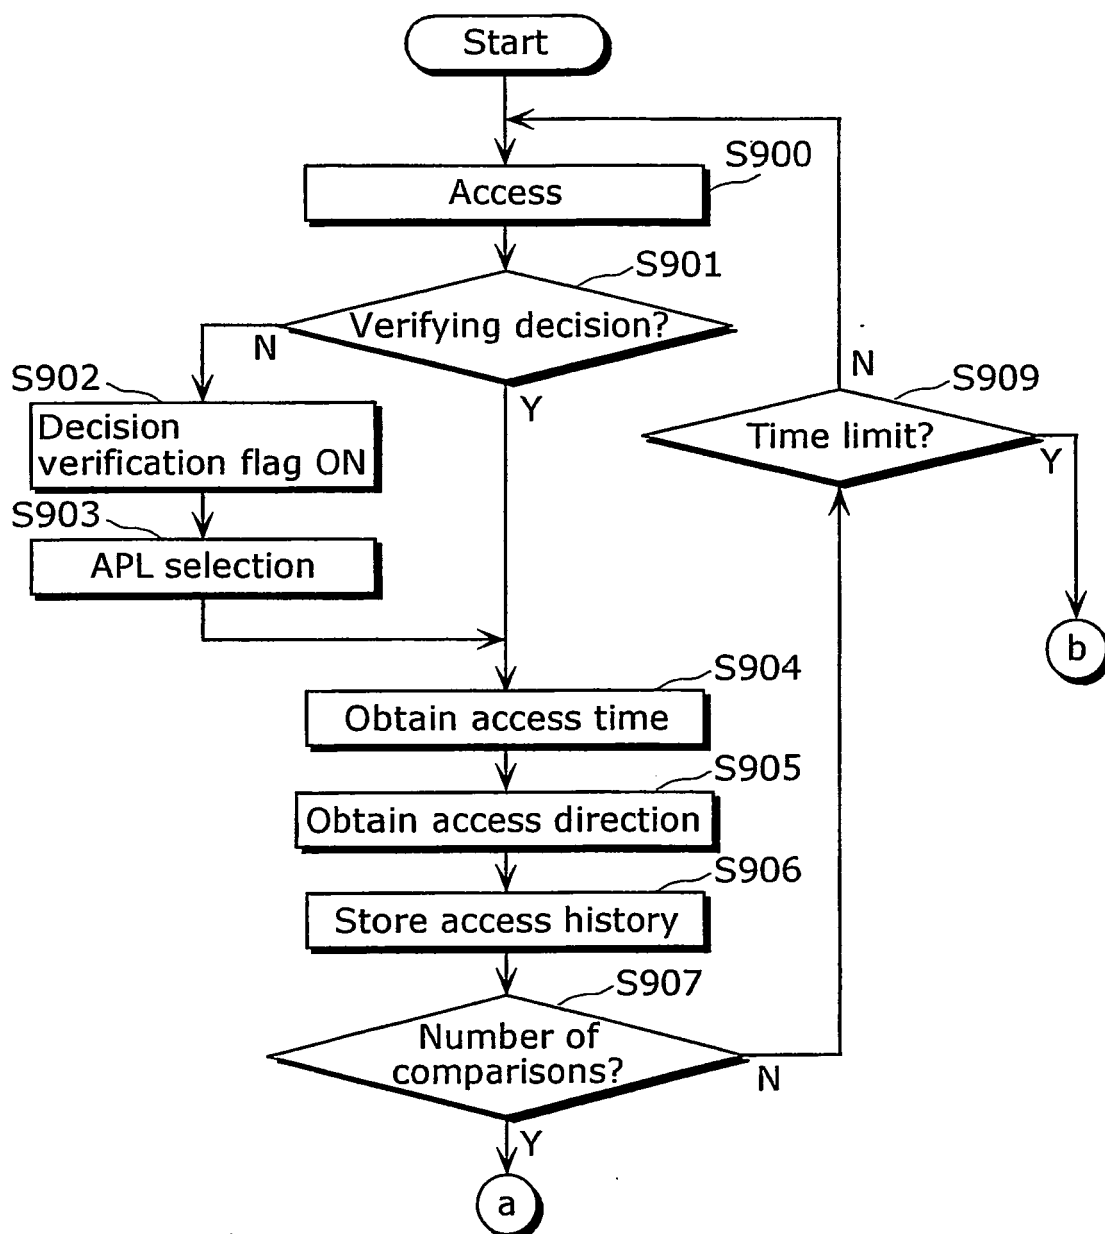 Start
S900
Access
S901
Verifying decision?
N
Y
S902
Decision
verification flag ON
S903
APL selection
N
S909
Time limit?
Y
b
S904
Obtain access time
S905
Obtain access direction
S906
Store access history
S907
Number of
comparisons?
N
Y
a